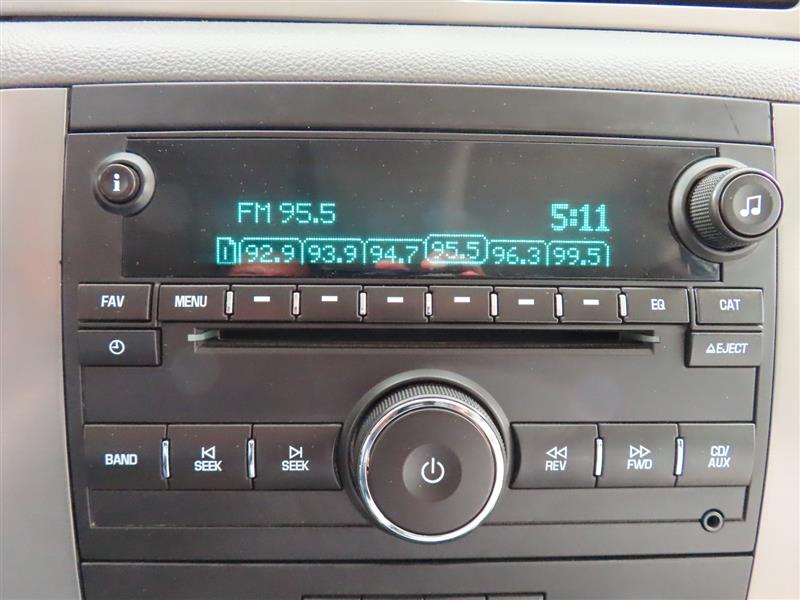 i
FM 95.5 5:11
1 92.9 93.9 94.7 95.5 96.3 99.5
FAV MENU EQ CAT
EJECT
BAND SEEK SEEK REV FWD CD/
AUX